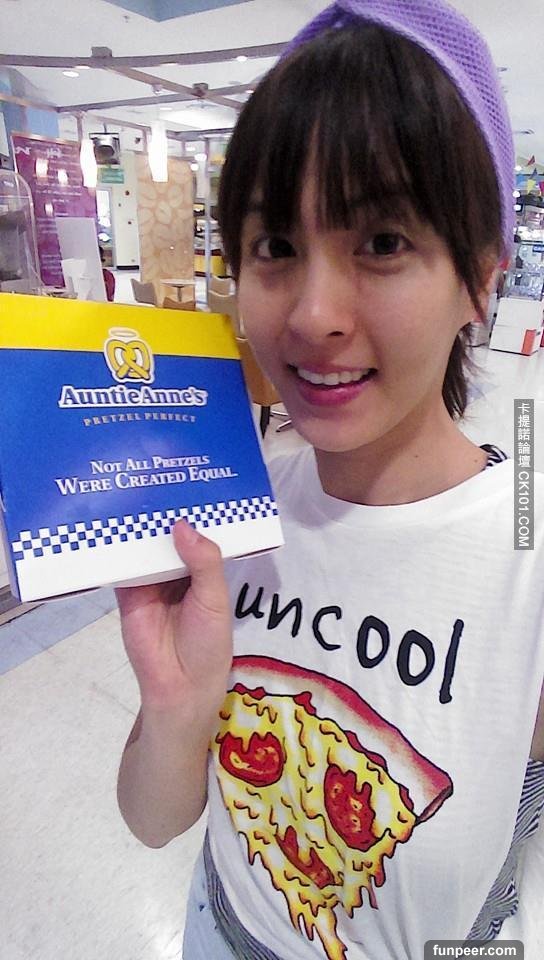 AuntieAnne's
PRETZEL PERFECT
NOT ALL PRETZELS
WERE CREATED EQUAL.
uncool
卡提諾論壇 CK101.COM
funpeer.com